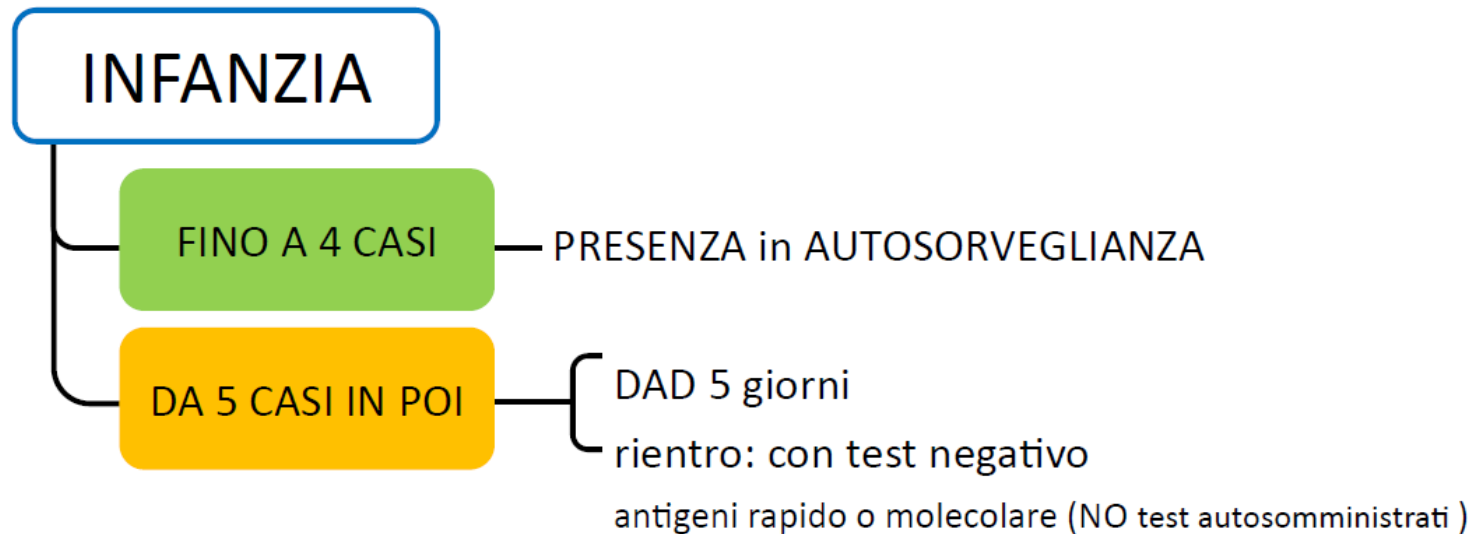 INFANZIA
FINO A 4 CASI
PRESENZA in AUTOSORVEGLIANZA
DA 5 CASI IN POI
DAD 5 giorni
rientro: con test negativo
antigeni rapido o molecolare (NO test autosomministrati )